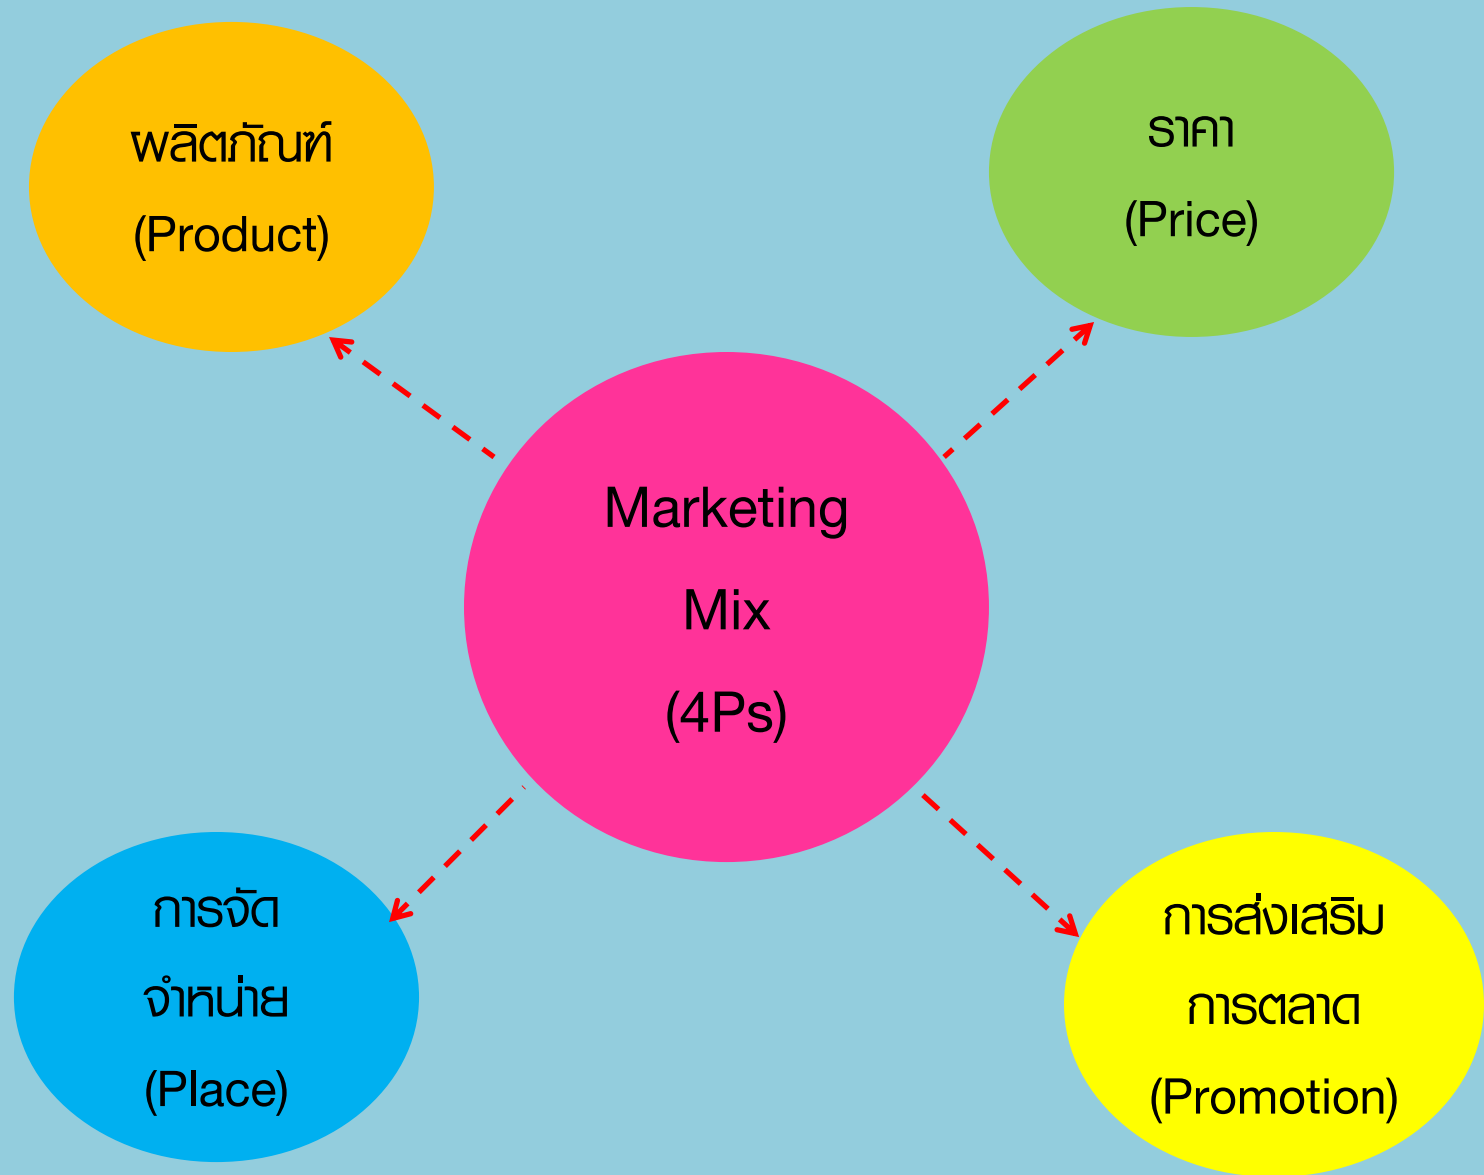 ผลิตภัณฑ์
(Product)
ราคา
(Price)
Marketing
Mix
(4Ps)
การจัด
จำหน่าย
(Place)
การส่งเสริม
การตลาด
(Promotion)